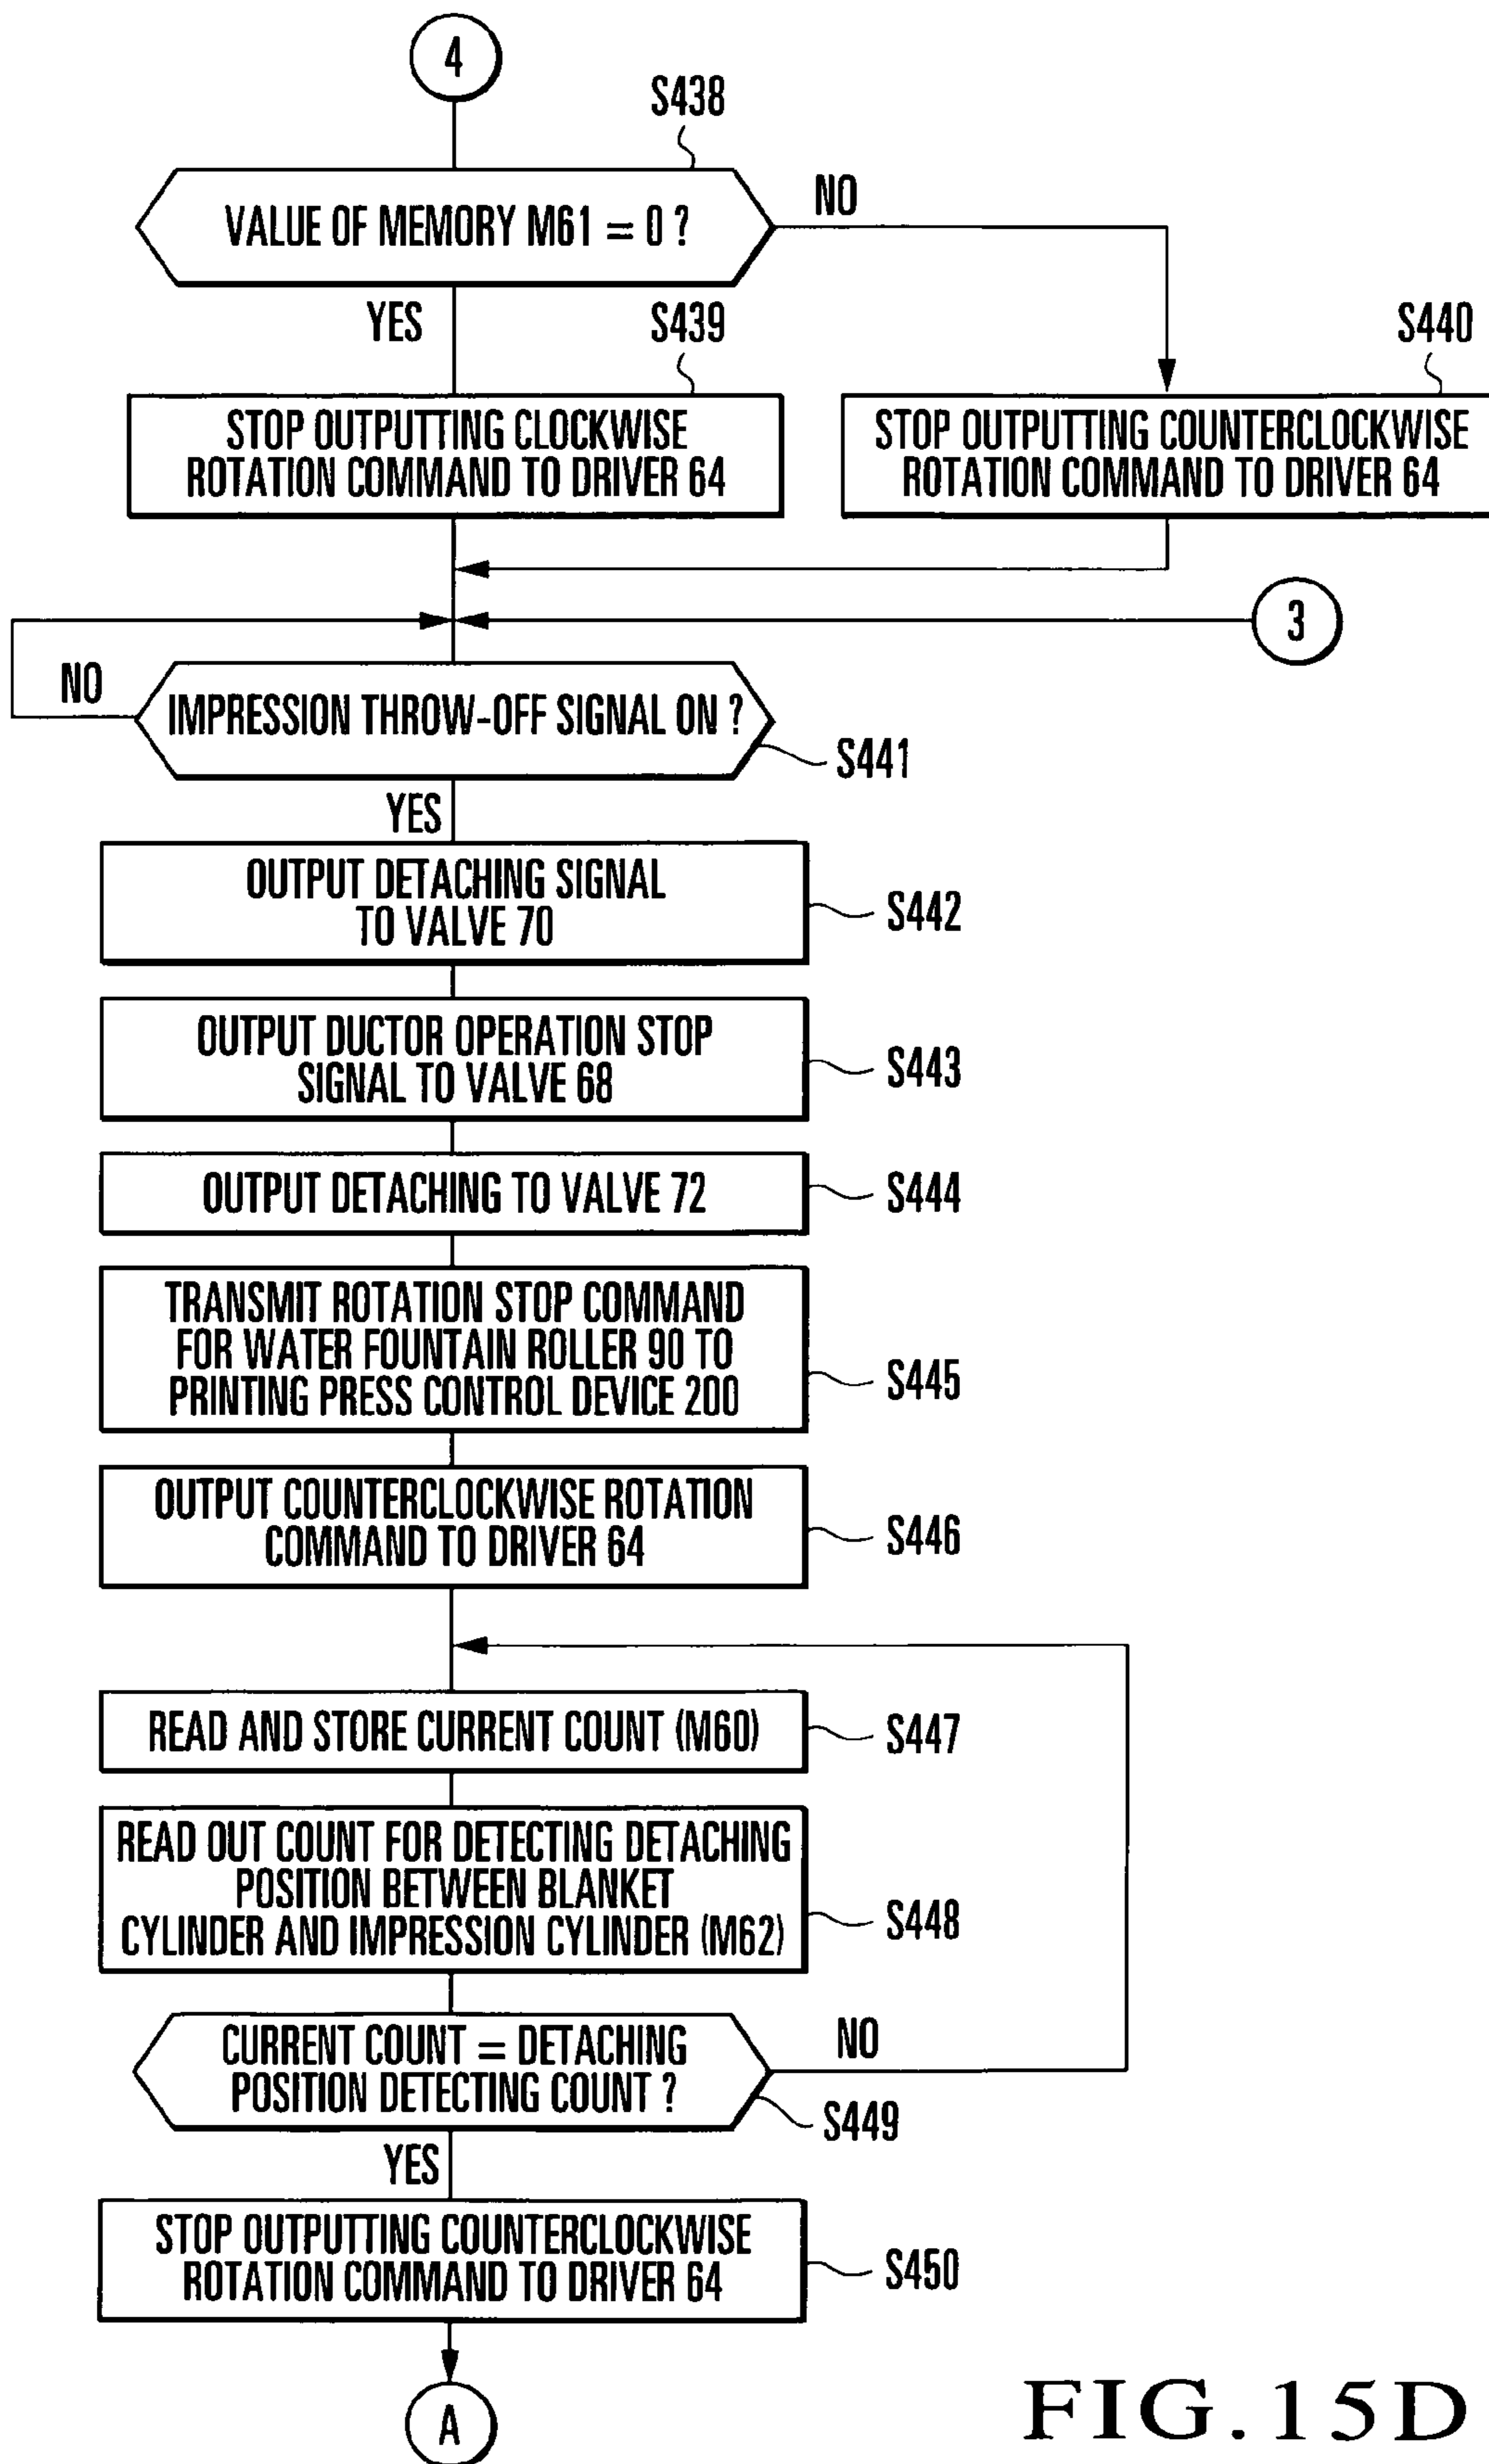 4
S438
VALUE OF MEMORY M61 = 0 ?
NO
YES
S439
S440
STOP OUTPUTTING CLOCKWISE
ROTATION COMMAND TO DRIVER 64
STOP OUTPUTTING COUNTERCLOCKWISE
ROTATION COMMAND TO DRIVER 64
3
NO
IMPRESSION THROW-OFF SIGNAL ON ?
S441
YES
OUTPUT DETACHING SIGNAL
TO VALVE 70
S442
OUTPUT DUCTOR OPERATION STOP
SIGNAL TO VALVE 68
S443
OUTPUT DETACHING TO VALVE 72
S444
TRANSMIT ROTATION STOP COMMAND
FOR WATER FOUNTAIN ROLLER 90 TO
PRINTING PRESS CONTROL DEVICE 200
S445
OUTPUT COUNTERCLOCKWISE ROTATION
COMMAND TO DRIVER 64
S446
READ AND STORE CURRENT COUNT (M60)
S447
READ OUT COUNT FOR DETECTING DETACHING
POSITION BETWEEN BLANKET
CYLINDER AND IMPRESSION CYLINDER (M62)
S448
CURRENT COUNT = DETACHING
POSITION DETECTING COUNT ?
NO
S449
YES
STOP OUTPUTTING COUNTERCLOCKWISE
ROTATION COMMAND TO DRIVER 64
S450
A
FIG.15D